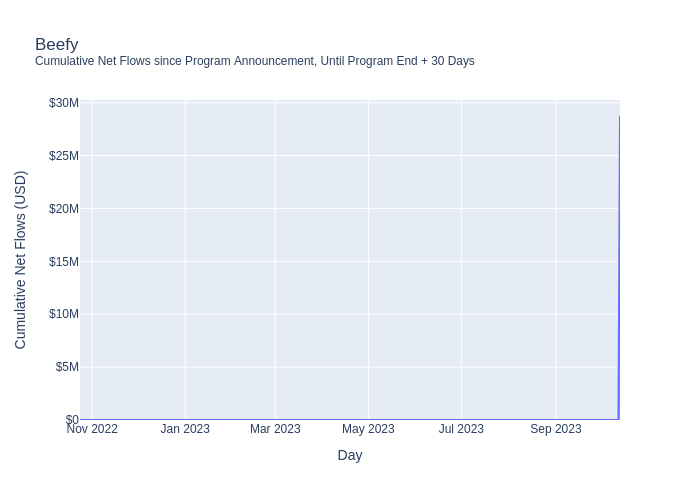 Beefy
Cumulative Net Flows since Program Announcement, Until Program End + 30 Days
Cumulative Net Flows (USD)
$30M
$25M
$20M
$15M
$10M
$5M
$0
Nov 2022 Jan 2023 Mar 2023 May 2023 Jul 2023 Sep 2023
Day